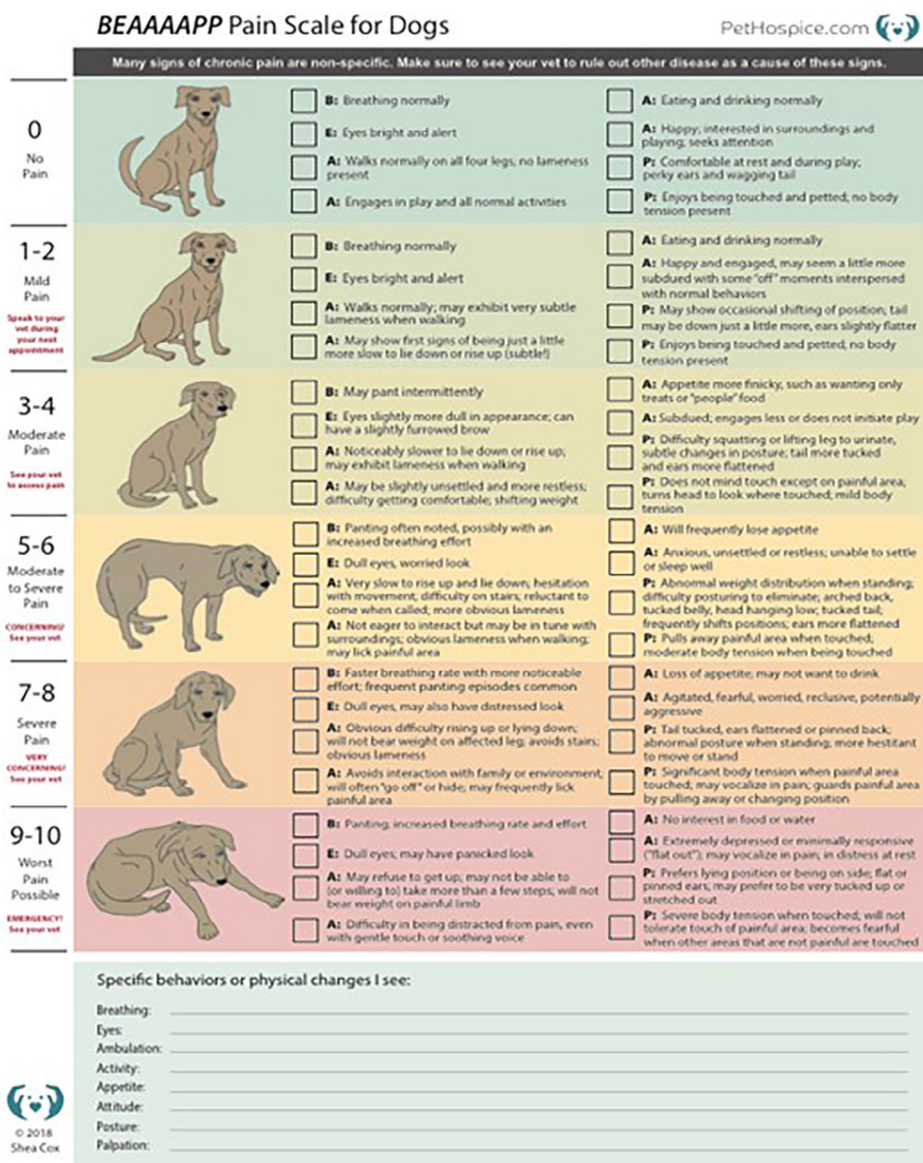 BEAAAAPP Pain Scale for Dogs
PetHospice.com
Many signs of chronic pain are non-specific. Make sure to see your vet to rule out other disease as a cause of these signs.
0
No
Pain
B: Breathing normally
E: Eyes bright and alert
A: Walks normally on all four legs; no lameness
present
A: Engages in play and all normal activities
A: Eating and drinking normally
A: Happy; interested in surroundings and
playing; seeks attention
P: Comfortable at rest and during play;
perky ears and wagging tail
P: Enjoys being touched and petted; no body
tension present
1-2
Mild
Pain
Speak to your
vet during
your next
appointment
B: Breathing normally
E: Eyes bright and alert
A: Walks normally; may exhibit very subtle
lameness when walking
A: May show first signs of being just a little
more slow to lie down or rise up (subtle!)
A: Eating and drinking normally
A: Happy and engaged, may seem a little more
subdued with some "off" moments interspersed
with normal behaviors
P: May show occasional shifting of position; tail
may be down just a little more, ears slightly flatter
P: Enjoys being touched and petted; no body
tension present
3-4
Moderate
Pain
See your vet
to assess pain
B: May pant intermittently
E: Eyes slightly more dull in appearance; can
have a slightly furrowed brow
A: Noticeably slower to lie down or rise up;
may exhibit lameness when walking
A: May be slightly unsettled and more restless;
difficulty getting comfortable; shifting weight
A: Appetite more finicky, such as wanting only
treats or "people" food
A: Subdued; engages less or does not initiate play
P: Difficulty squatting or lifting leg to urinate,
subtle changes in posture; tail more tucked
and ears more flattened
P: Does not mind touch except on painful area;
turns head to look where touched; mild body
tension
5-6
Moderate
to Severe
Pain
CONCERNING!
See your vet
B: Panting often noted, possibly with an
increased breathing effort
E: Dull eyes, worried look
A: Very slow to rise up and lie down; hesitation
with movement; difficulty on stairs; reluctant to
come when called; more obvious lameness
A: Not eager to interact but may be in tune with
surroundings; obvious lameness when walking;
may lick painful area
A: Will frequently lose appetite
A: Anxious, unsettled or restless; unable to settle
or sleep well
P: Abnormal weight distribution when standing;
difficulty posturing to eliminate; arched back,
tucked belly, head hanging low; tucked tail;
frequently shifts positions; ears more flattened
P: Pulls away painful area when touched;
moderate body tension when being touched
7-8
Severe
Pain
VERY
CONCERNING!
See your vet
B: Faster breathing rate with more noticeable
effort; frequent panting episodes common
E: Dull eyes, may also have distressed look
A: Obvious difficulty rising up or lying down;
will not bear weight on affected leg; avoids stairs;
obvious lameness
A: Avoids interaction with family or environment;
will often "go off" or hide; may frequently lick
painful area
A: Loss of appetite; may not want to drink
A: Agitated, fearful, worried, reclusive, potentially
aggressive
P: Tail tucked, ears flattened or pinned back;
abnormal posture when standing; more hestitant
to move or stand
P: Significant body tension when painful area
touched; may vocalize in pain; guards painful area
by pulling away or changing position
9-10
Worst
Pain
Possible
EMERGENCY!
See your vet
B: Panting; increased breathing rate and effort
E: Dull eyes; may have panicked look
A: May refuse to get up; may not be able to
(or willing to) take more than a few steps; will not
bear weight on painful limb
A: Difficulty in being distracted from pain, even
with gentle touch or soothing voice
A: No interest in food or water
A: Extremely depressed or minimally responsive
("flat out"); may vocalize in pain; in distress at rest
P: Prefers lying position or being on side; flat or
pinned ears; may prefer to be very tucked up or
stretched out
P: Severe body tension when touched; will not
tolerate touch of painful area; becomes fearful
when other areas that are not painful are touched
Specific behaviors or physical changes I see:
Breathing:
Eyes:
Ambulation:
Activity:
Appetite:
Attitude:
Posture:
Palpation:
© 2018
Shea Cox